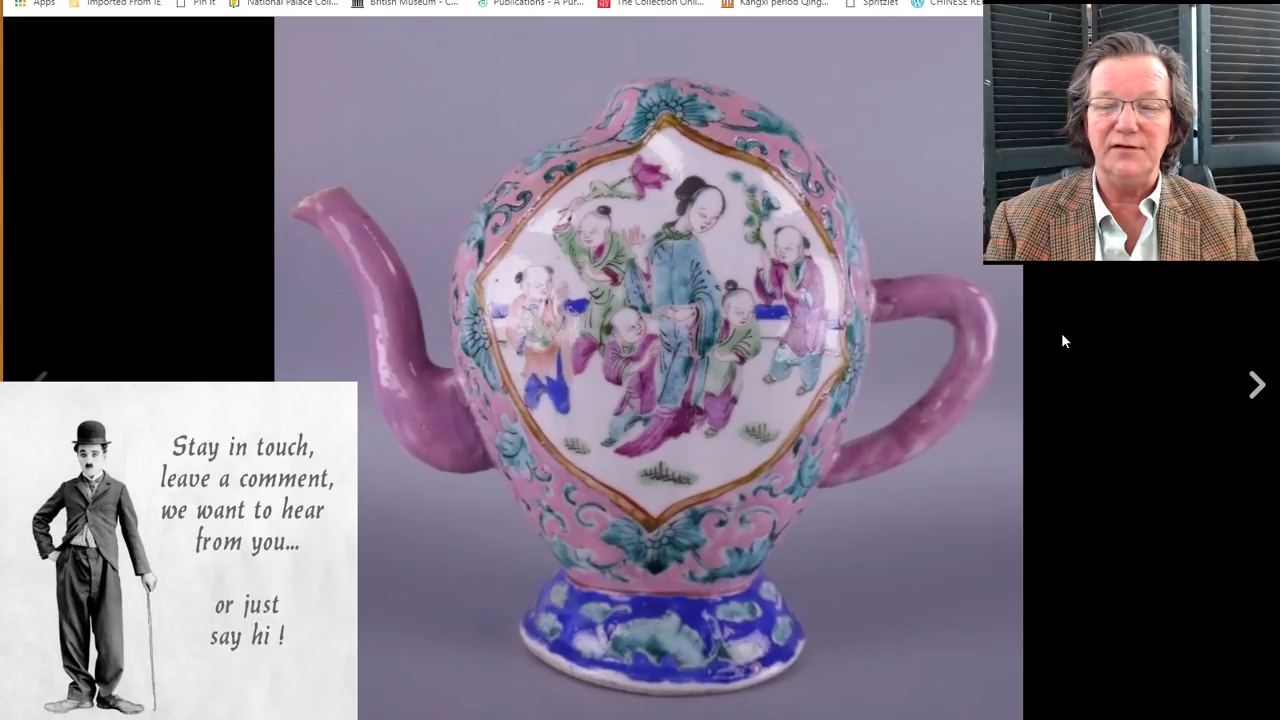 Apps
Imported From IE
Pin It
National Palace Coll...
British Museum - C...
Publications - A Pur...
The Collection Onli...
Kangxi period Qing...
Spritzlet
CHINESE RE
Stay in touch,
leave a comment,
we want to hear
from you...
or just
say hi !